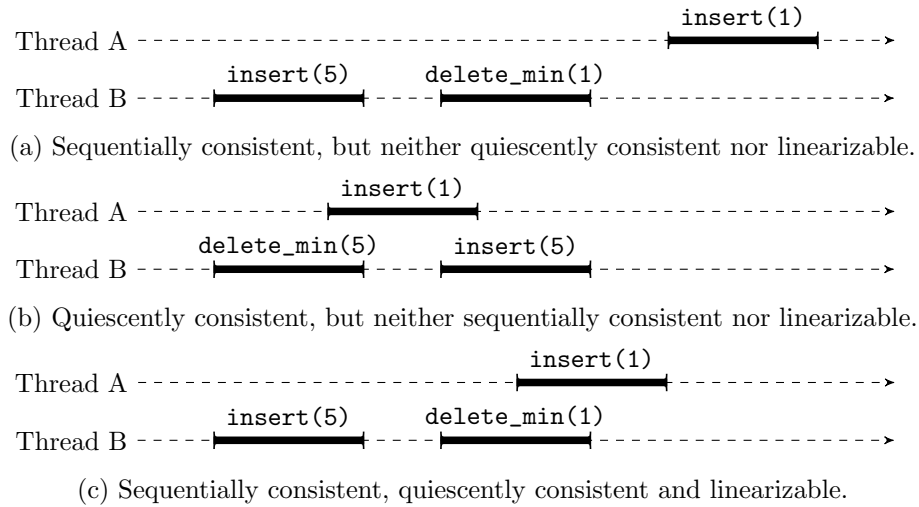 insert(1)
Thread A
insert(5) delete_min(1)
Thread B
(a) Sequentially consistent, but neither quiescently consistent nor linearizable.
insert(1)
Thread A
delete_min(5) insert(5)
Thread B
(b) Quiescently consistent, but neither sequentially consistent nor linearizable.
insert(1)
Thread A
insert(5) delete_min(1)
Thread B
(c) Sequentially consistent, quiescently consistent and linearizable.